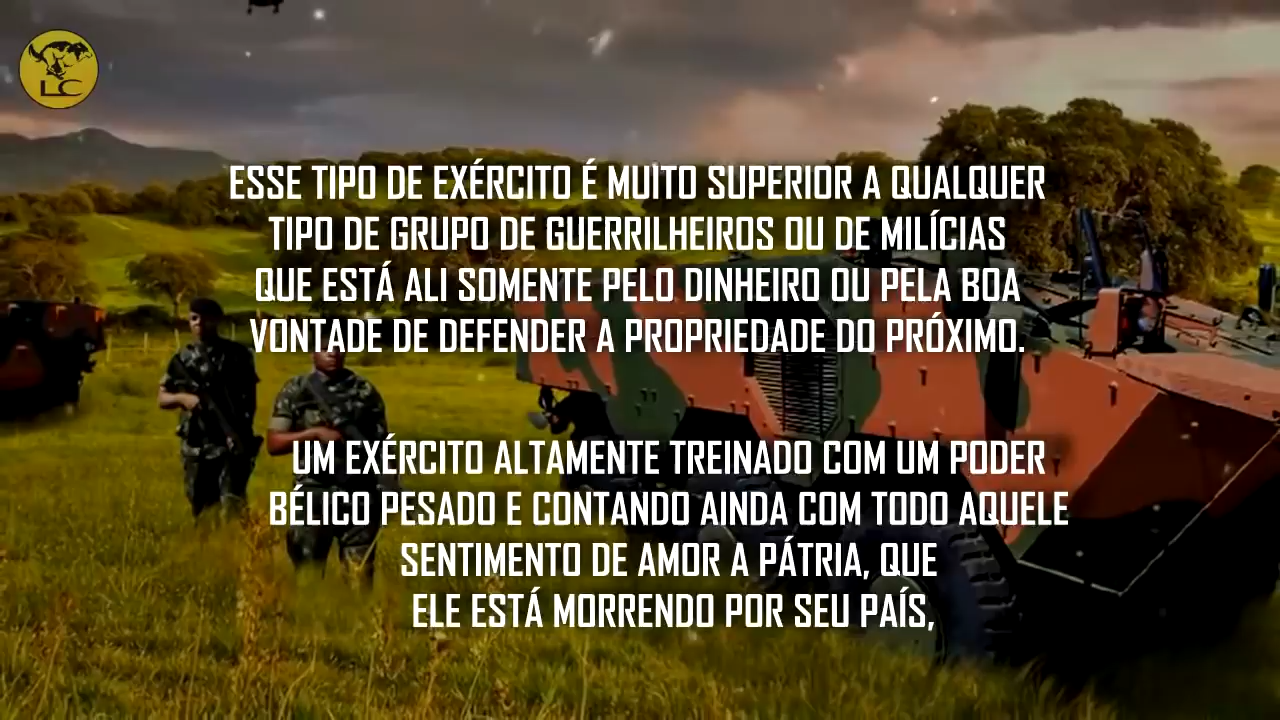 LC
ESSE TIPO DE EXÉRCITO É MUITO SUPERIOR A QUALQUER
TIPO DE GRUPO DE GUERRILHEIROS OU DE MILÍCIAS
QUE ESTÁ ALI SOMENTE PELO DINHEIRO OU PELA BOA
VONTADE DE DEFENDER A PROPRIEDADE DO PRÓXIMO.
UM EXÉRCITO ALTAMENTE TREINADO COM UM PODER
BÉLICO PESADO E CONTANDO AINDA COM TODO AQUELE
SENTIMENTO DE AMOR A PÁTRIA, QUE
ELE ESTÁ MORRENDO POR SEU PAÍS,